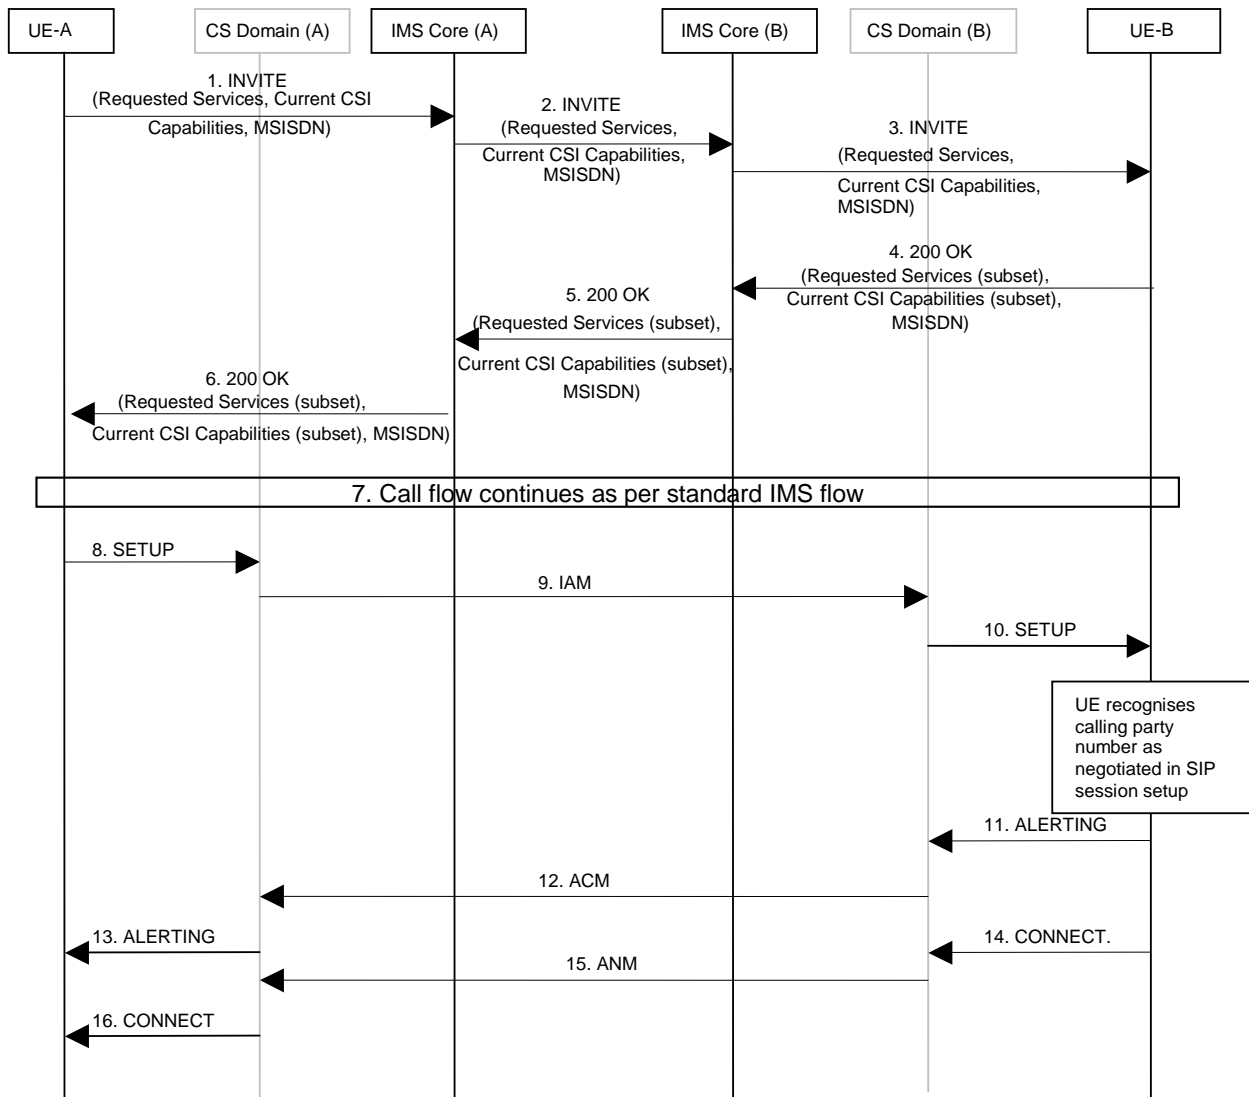 UE-A
CS Domain (A)
IMS Core (A)
IMS Core (B)
CS Domain (B)
UE-B
1. INVITE
(Requested Services, Current CSI
Capabilities, MSISDN)
2. INVITE
(Requested Services,
Current CSI Capabilities,
MSISDN)
3. INVITE
(Requested Services,
Current CSI Capabilities,
MSISDN)
4. 200 OK
(Requested Services (subset),
Current CSI Capabilities (subset),
MSISDN)
5. 200 OK
(Requested Services (subset),
Current CSI Capabilities (subset),
MSISDN)
6. 200 OK
(Requested Services (subset),
Current CSI Capabilities (subset), MSISDN)
7. Call flow continues as per standard IMS flow
8. SETUP
9. IAM
10. SETUP
UE recognises
calling party
number as
negotiated in SIP
session setup
11. ALERTING
12. ACM
13. ALERTING
14. CONNECT.
15. ANM
16. CONNECT